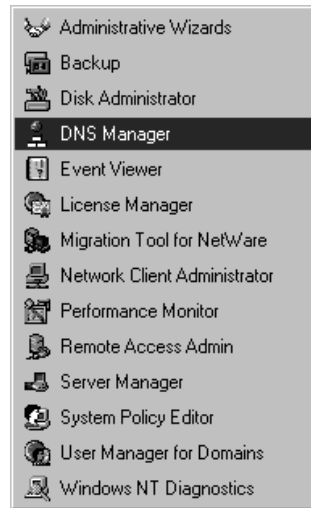 Administrative Wizards
Backup
Disk Administrator
DNS Manager
Event Viewer
License Manager
Migration Tool for NetWare
Network Client Administrator
Performance Monitor
Remote Access Admin
Server Manager
System Policy Editor
User Manager for Domains
Windows NT Diagnostics